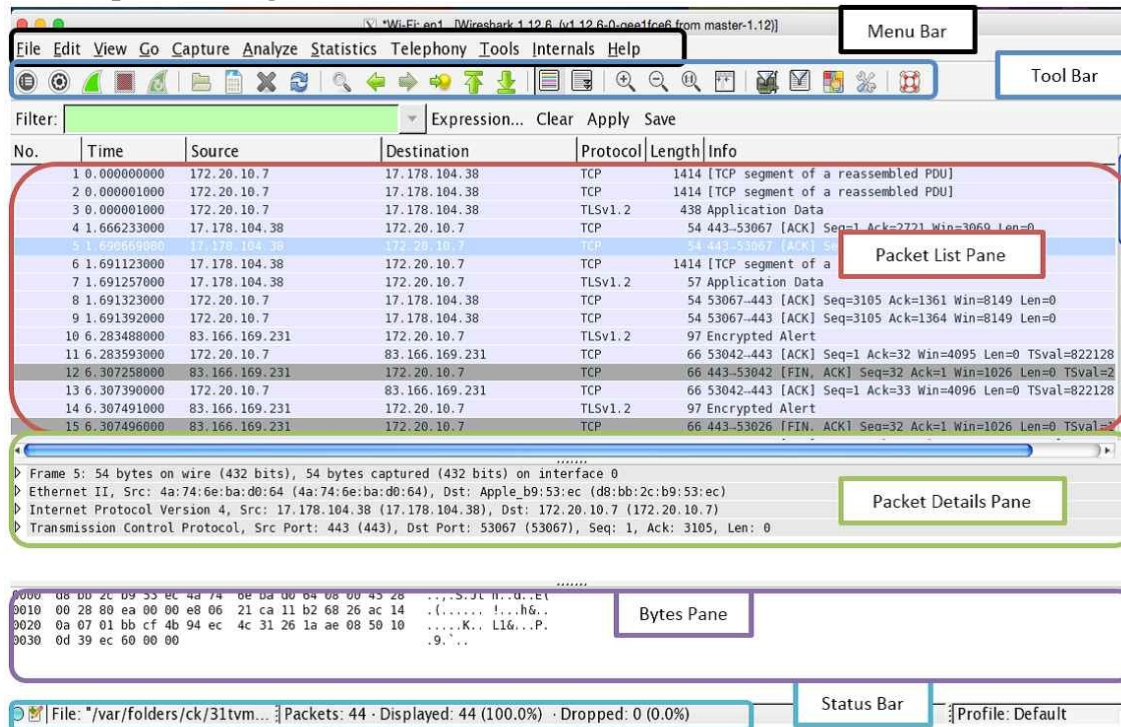 *Wi-Fi: en1 [Wireshark 1.12.6 (v1.12.6-0-gee1fce6 from master-1.12)]
Menu Bar
File Edit View Go Capture Analyze Statistics Telephony Tools Internals Help
Tool Bar
Filter: Expression... Clear Apply Save
No. Time Source Destination Protocol Length Info
1 0.000000000 172.20.10.7 17.178.104.38 TCP 1414 [TCP segment of a reassembled PDU]
2 0.000001000 172.20.10.7 17.178.104.38 TCP 1414 [TCP segment of a reassembled PDU]
3 0.000001000 172.20.10.7 17.178.104.38 TLSv1.2 438 Application Data
4 1.666233000 17.178.104.38 172.20.10.7 TCP 54 443→53067 [ACK] Seq=1 Ack=2721 Win=3069 Len=0
5 1.690669000 17.178.104.38 172.20.10.7 TCP 54 443→53067 [ACK]
Packet List Pane
6 1.691123000 17.178.104.38 172.20.10.7 TCP 1414 [TCP segment of a
7 1.691257000 17.178.104.38 172.20.10.7 TLSv1.2 57 Application Data
8 1.691323000 172.20.10.7 17.178.104.38 TCP 54 53067→443 [ACK] Seq=3105 Ack=1361 Win=8149 Len=0
9 1.691392000 172.20.10.7 17.178.104.38 TCP 54 53067→443 [ACK] Seq=3105 Ack=1364 Win=8149 Len=0
10 6.283488000 83.166.169.231 172.20.10.7 TLSv1.2 97 Encrypted Alert
11 6.283593000 172.20.10.7 83.166.169.231 TCP 66 53042→443 [ACK] Seq=1 Ack=32 Win=4095 Len=0 TSval=822128
12 6.307258000 83.166.169.231 172.20.10.7 TCP 66 443→53042 [FIN, ACK] Seq=32 Ack=1 Win=1026 Len=0 TSval=2
13 6.307390000 172.20.10.7 83.166.169.231 TCP 66 53042→443 [ACK] Seq=1 Ack=33 Win=4096 Len=0 TSval=822128
14 6.307491000 83.166.169.231 172.20.10.7 TLSv1.2 97 Encrypted Alert
15 6.307496000 83.166.169.231 172.20.10.7 TCP 66 443→53026 [FIN, ACK] Seq=32 Ack=1 Win=1026 Len=0
Frame 5: 54 bytes on wire (432 bits), 54 bytes captured (432 bits) on interface 0
Ethernet II, Src: 4a:74:6e:ba:d0:64 (4a:74:6e:ba:d0:64), Dst: Apple_b9:53:ec (d8:bb:2c:b9:53:ec)
Internet Protocol Version 4, Src: 17.178.104.38 (17.178.104.38), Dst: 172.20.10.7 (172.20.10.7)
Packet Details Pane
Transmission Control Protocol, Src Port: 443 (443), Dst Port: 53067 (53067), Seq: 1, Ack: 3105, Len: 0
0000 d8 bb 2c b9 53 ec 4a 74 6e ba d0 64 08 00 45 28 ..,.S.Jt n..d..E(
0010 00 28 80 ea 00 00 e8 06 21 ca 11 b2 68 26 ac 14 .(...... !...h&..
Bytes Pane
0020 0a 07 01 bb cf 4b 94 ec 4c 31 26 1a ae 08 50 10 .....K.. L1&...P.
0030 0d 39 ec 60 00 00 .9.`..
Status Bar
File: "/var/folders/ck/31tvm... Packets: 44 · Displayed: 44 (100.0%) · Dropped: 0 (0.0%) Profile: Default